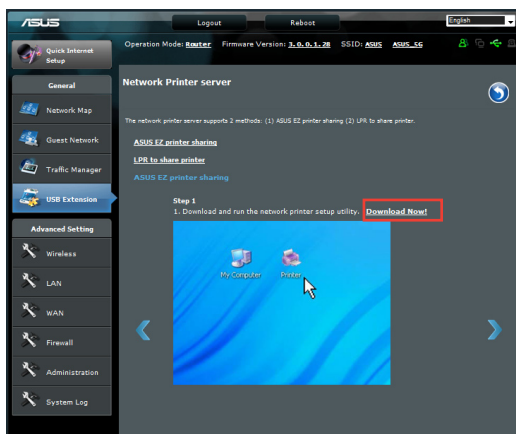 ASUS
Logout
Reboot
English
Quick Internet
Setup
Operation Mode: Router Firmware Version: 3.0.0.1.28 SSID: ASUS ASUS_5G
General
Network Map
Guest Network
Traffic Manager
USB Extension
Advanced Setting
Wireless
LAN
WAN
Firewall
Administration
System Log
Network Printer server
The network printer server supports 2 methods: (1) ASUS EZ printer sharing (2) LPR to share printer.
ASUS EZ printer sharing
LPR to share printer
ASUS EZ printer sharing
Step 1
1. Download and run the network printer setup utility. Download Now!
My Computer
Printer